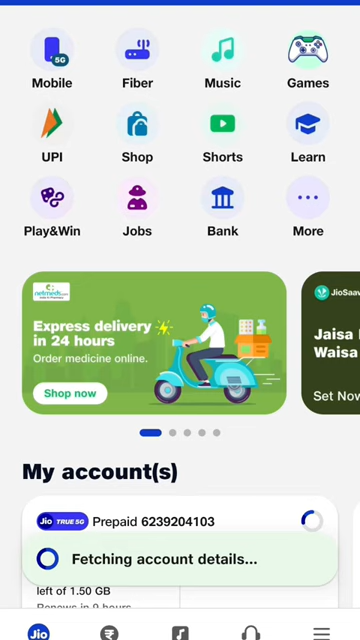 5G
Mobile
Fiber
Music
Games
UPI
Shop
Shorts
Learn
Play&Win
Jobs
Bank
More
netmeds.com
Express delivery
in 24 hours
Order medicine online.
Shop now
JioSaav
Jaisa
Waisa
Set Now
My account(s)
Jio TRUE 5G Prepaid 6239204103
Fetching account details...
left of 1.50 GB
Renews in 9 hours
Jio